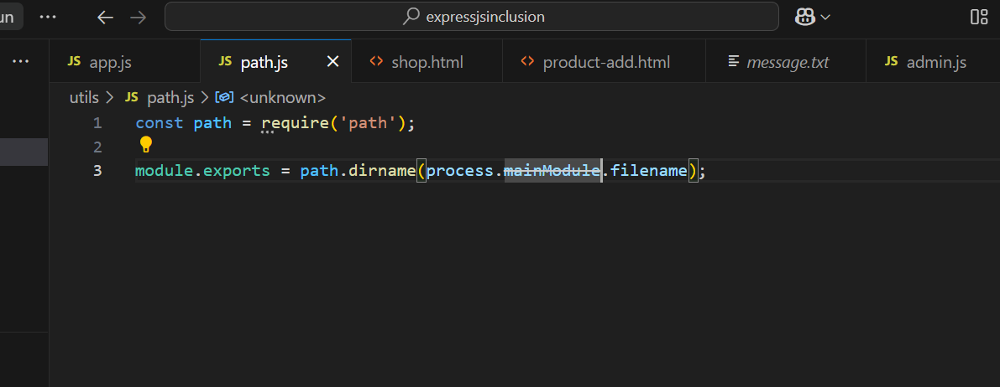 un ··· ← → expressjsinclusion
··· JS app.js JS path.js × <> shop.html <> product-add.html message.txt JS admin.js
utils > JS path.js > <unknown>
1 const path = require('path');
2
3 module.exports = path.dirname(process.mainModule.filename);